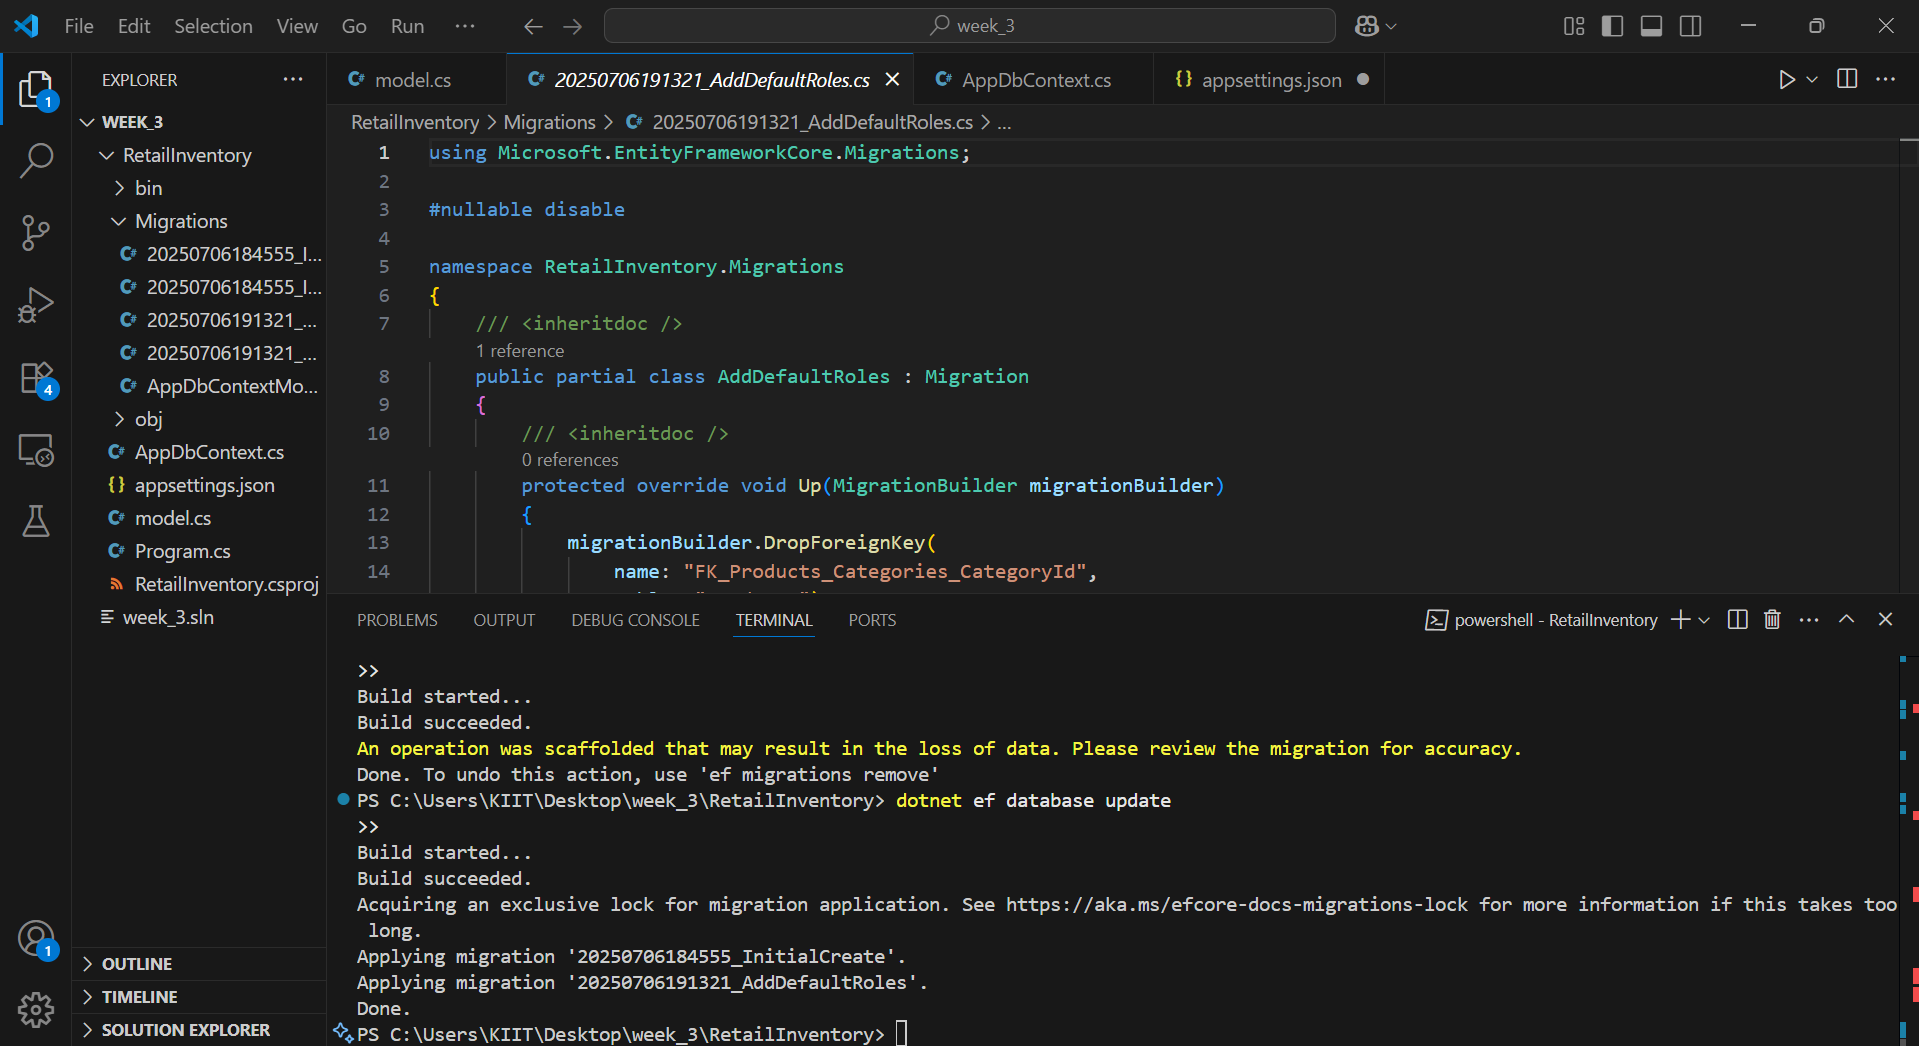 File Edit Selection View Go Run ··· week_3
EXPLORER ···
model.cs 20250706191321_AddDefaultRoles.cs AppDbContext.cs {} appsettings.json
WEEK_3
RetailInventory
bin
Migrations
20250706184555_I...
20250706184555_I...
20250706191321_...
20250706191321_...
AppDbContextMo...
obj
AppDbContext.cs
{} appsettings.json
model.cs
Program.cs
RetailInventory.csproj
week_3.sln
OUTLINE
TIMELINE
SOLUTION EXPLORER
1
4
1
RetailInventory > Migrations > C# 20250706191321_AddDefaultRoles.cs > ...
1 using Microsoft.EntityFrameworkCore.Migrations;
2
3 #nullable disable
4
5 namespace RetailInventory.Migrations
6 {
7 /// <inheritdoc />
1 reference
8 public partial class AddDefaultRoles : Migration
9 {
10 /// <inheritdoc />
0 references
11 protected override void Up(MigrationBuilder migrationBuilder)
12 {
13 migrationBuilder.DropForeignKey(
14 name: "FK_Products_Categories_CategoryId",
PROBLEMS OUTPUT DEBUG CONSOLE TERMINAL PORTS powershell - RetailInventory
>>
Build started...
Build succeeded.
An operation was scaffolded that may result in the loss of data. Please review the migration for accuracy.
Done. To undo this action, use 'ef migrations remove'
PS C:\Users\KIIT\Desktop\week_3\RetailInventory> dotnet ef database update
>>
Build started...
Build succeeded.
Acquiring an exclusive lock for migration application. See https://aka.ms/efcore-docs-migrations-lock for more information if this takes too
long.
Applying migration '20250706184555_InitialCreate'.
Applying migration '20250706191321_AddDefaultRoles'.
Done.
PS C:\Users\KIIT\Desktop\week_3\RetailInventory>